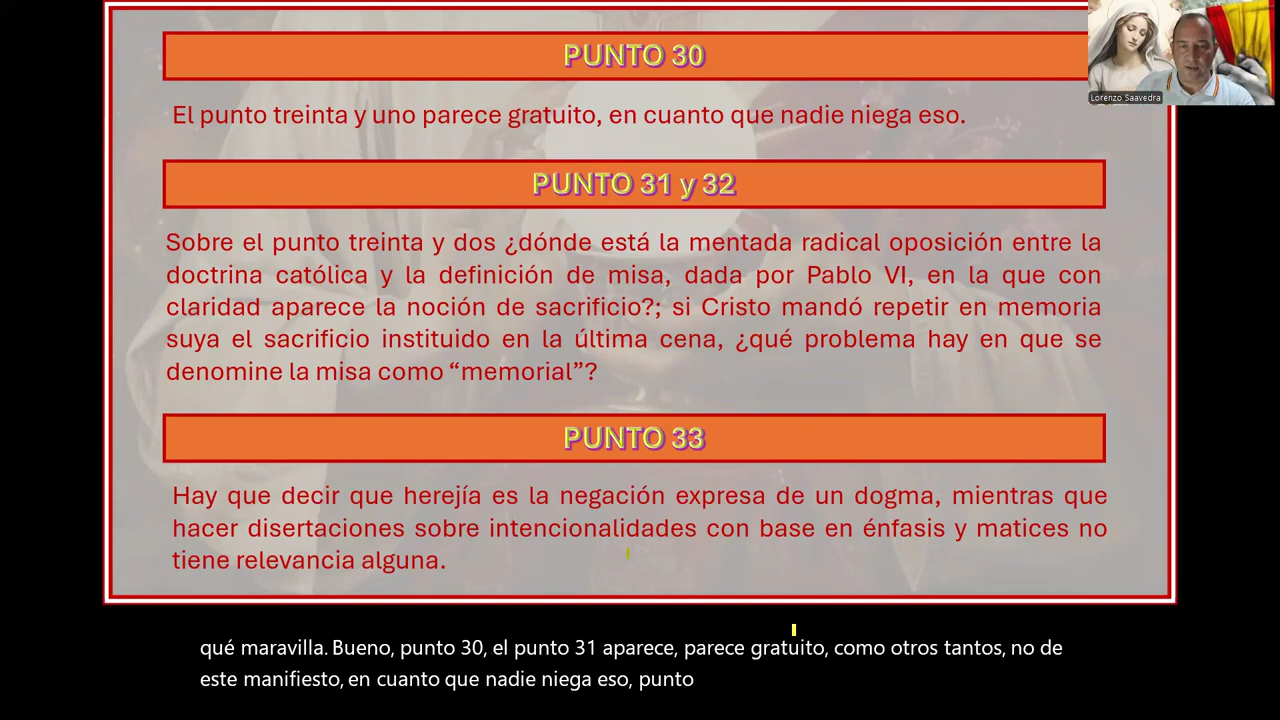 PUNTO 30
Lorenzo Saavedra
El punto treinta y uno parece gratuito, en cuanto que nadie niega eso.
PUNTO 31 y 32
Sobre el punto treinta y dos ¿dónde está la mentada radical oposición entre la
doctrina católica y la definición de misa, dada por Pablo VI, en la que con
claridad aparece la noción de sacrificio?; si Cristo mandó repetir en memoria
suya el sacrificio instituido en la última cena, ¿qué problema hay en que se
denomine la misa como “memorial”?
PUNTO 33
Hay que decir que herejía es la negación expresa de un dogma, mientras que
hacer disertaciones sobre intencionalidades con base en énfasis y matices no
tiene relevancia alguna.
qué maravilla. Bueno, punto 30, el punto 31 aparece, parece gratuito, como otros tantos, no de
este manifiesto, en cuanto que nadie niega eso, punto